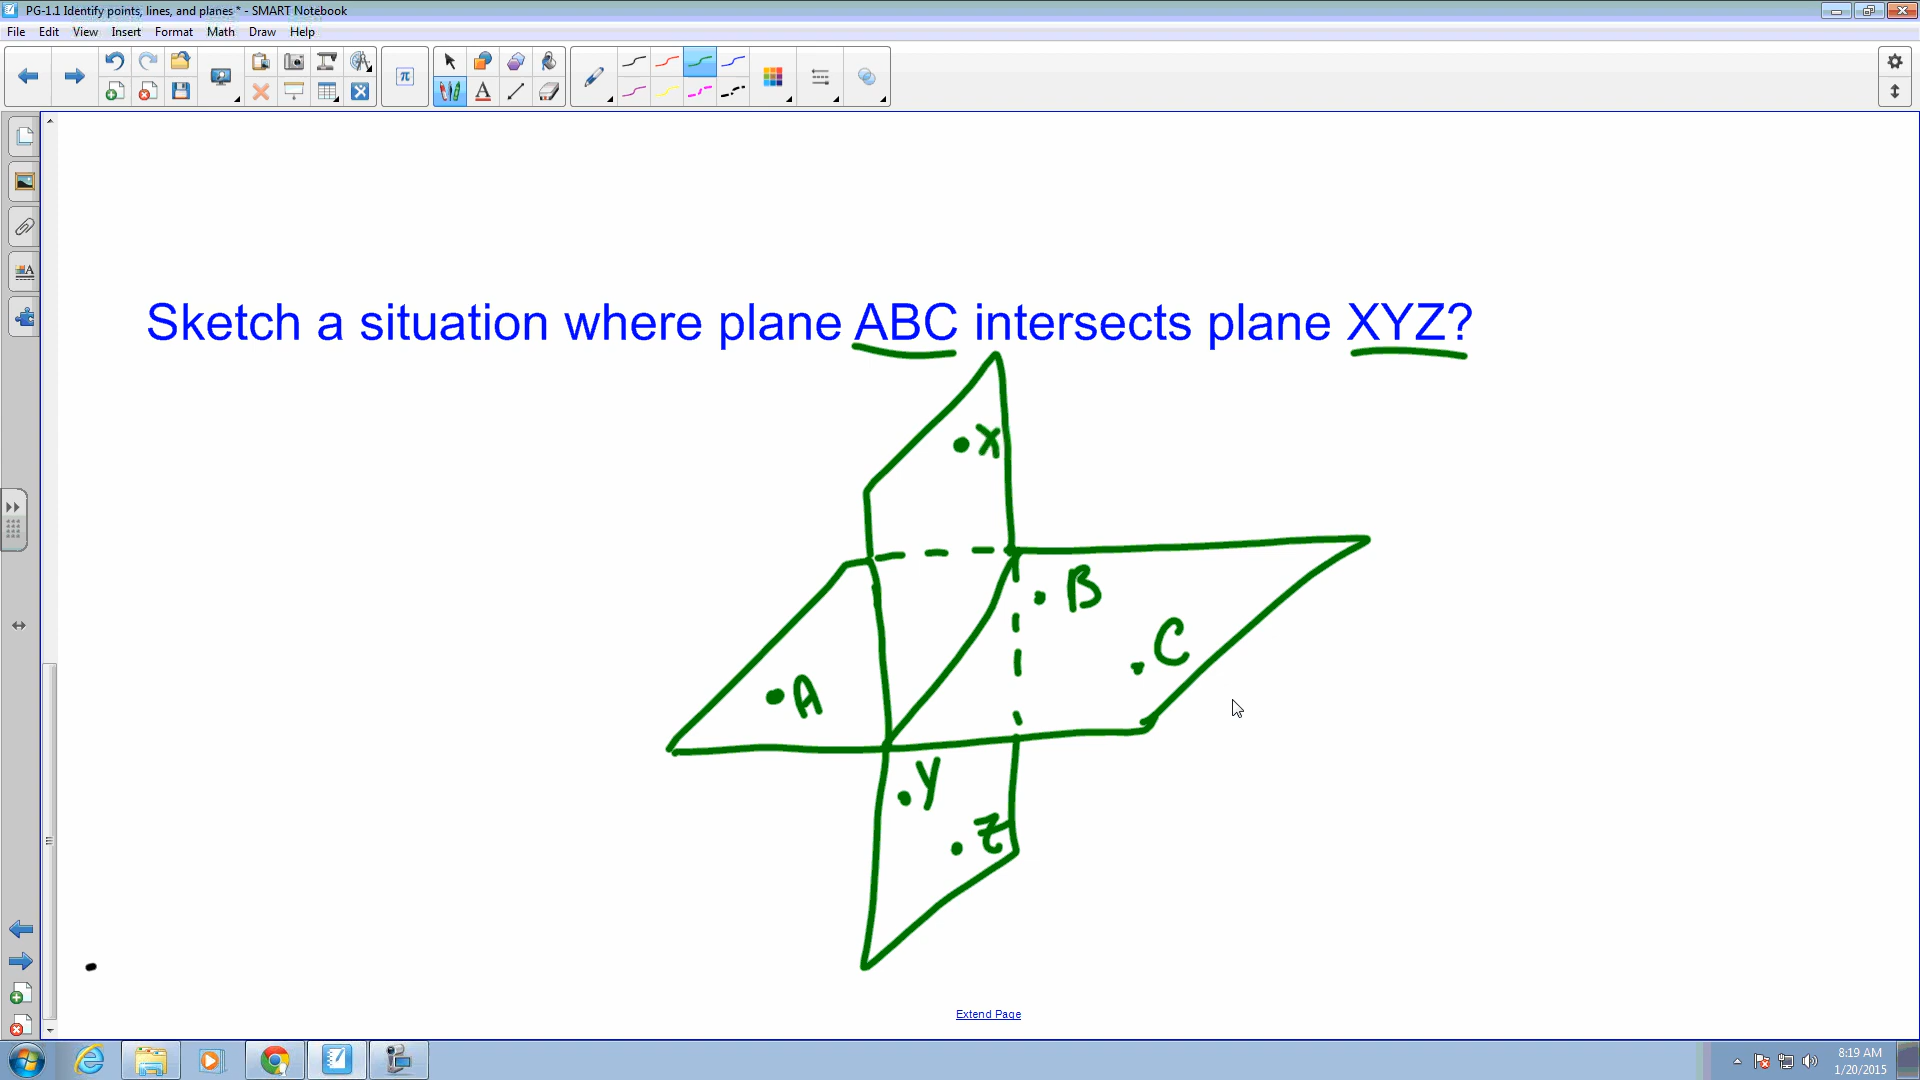 PG-1.1 Identify points, lines, and planes * - SMART Notebook
File Edit View Insert Format Math Draw Help
π
A
A
Sketch a situation where plane ABC intersects plane XYZ?
X
B
C
A
Y
Z
Extend Page
8:19 AM
1/20/2015